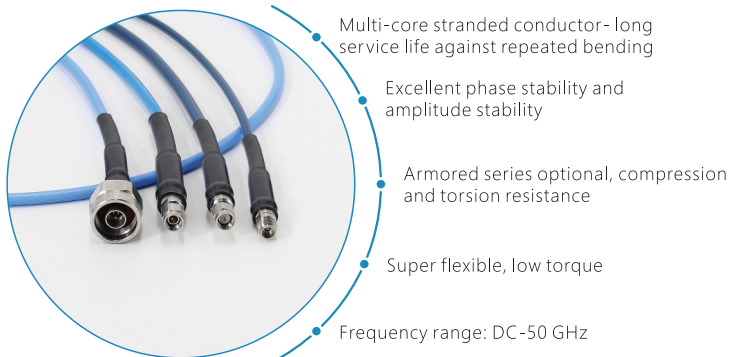 Multi-core stranded conductor- long
service life against repeated bending
Excellent phase stability and
amplitude stability
Armored series optional, compression
and torsion resistance
Super flexible, low torque
Frequency range: DC-50 GHz